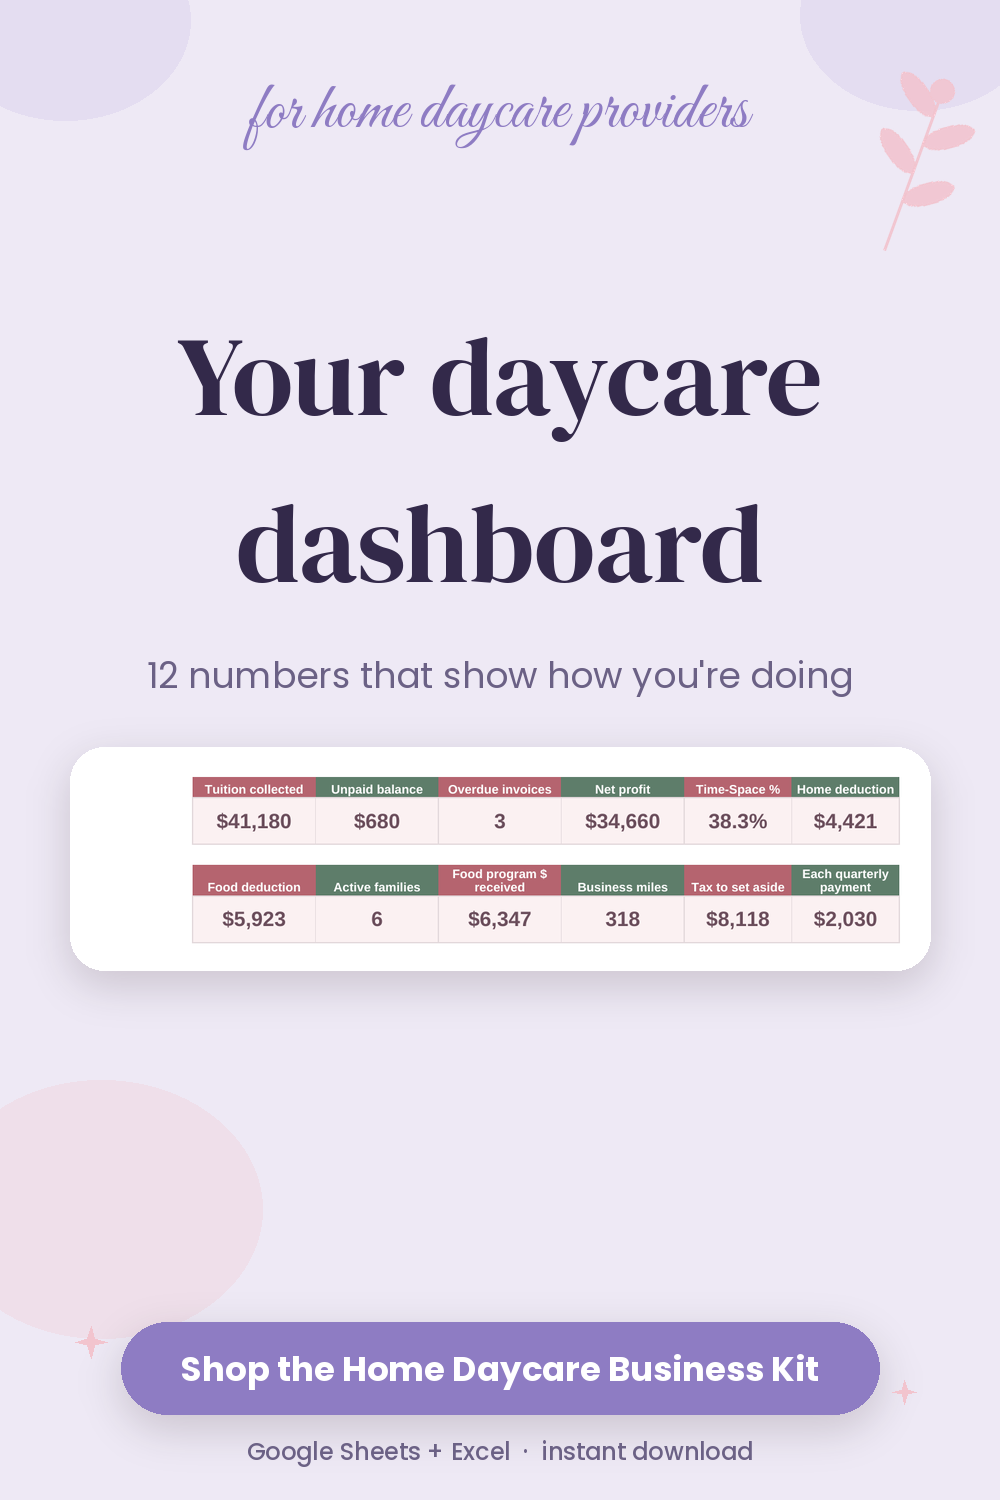 for home daycare providers
Your daycare
dashboard
12 numbers that show how you're doing
Tuition collected Unpaid balance Overdue invoices Net profit Time-Space % Home deduction
$41,180 $680 3 $34,660 38.3% $4,421
Food deduction Active families Food program $ received Business miles Tax to set aside Each quarterly payment
$5,923 6 $6,347 318 $8,118 $2,030
Shop the Home Daycare Business Kit
Google Sheets + Excel · instant download